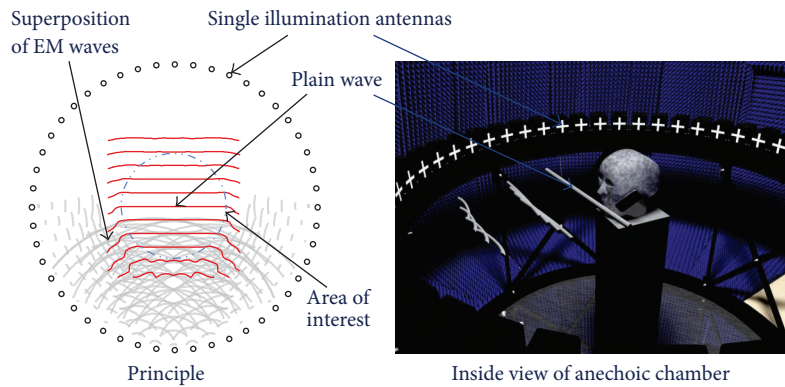 Superposition
of EM waves
Single illumination antennas
Plain wave
Area of
interest
Principle
Inside view of anechoic chamber